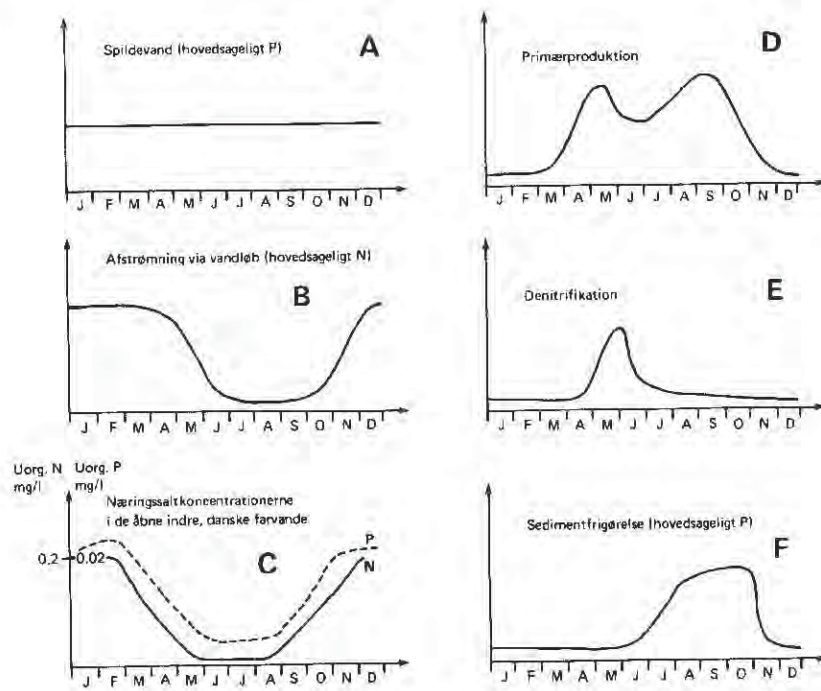 Spildevand (hovedsageligt P)
A
J F M A M J J A S O N D
Afstrømning via vandløb (hovedsageligt N)
B
J F M A M J J A S O N D
Uorg. N Uorg. P
mg/l mg/l
Næringssaltkoncentrationerne
i de åbne indre, danske farvande
P
0.2 0.02
N
C
J F M A M J J A S O N D
D
Primærproduktion
J F M A M J J A S O N D
Denitrifikation
E
J F M A M J J A S O N D
Sedimentfrigørelse (hovedsageligt P)
F
J F M A M J J A S O N D